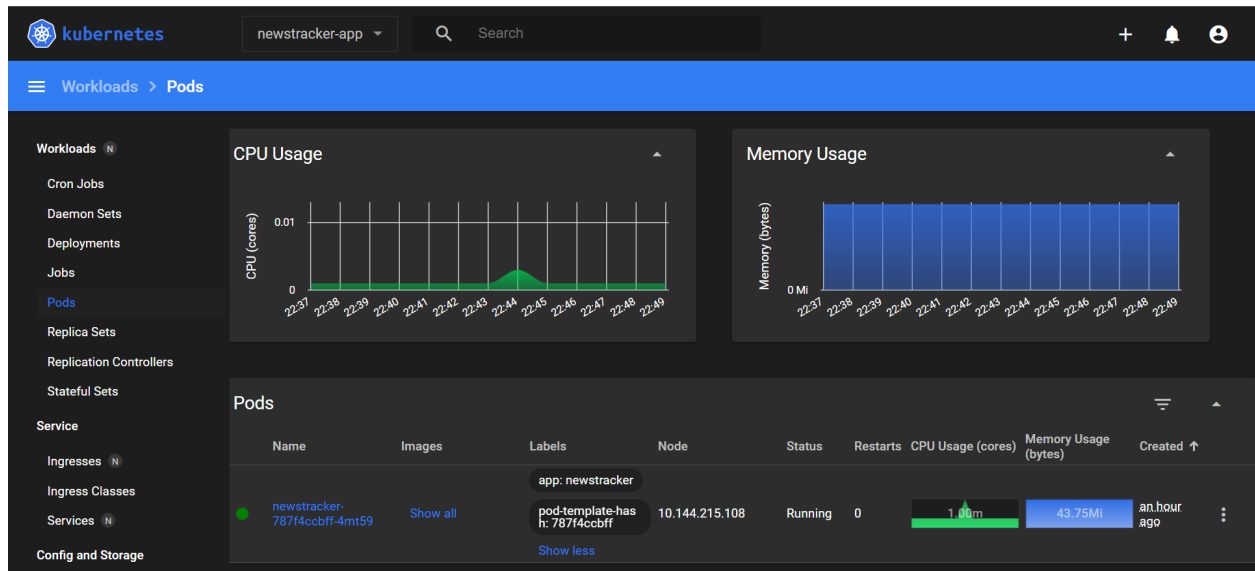 kubernetes
newstracker-app
Search
Workloads > Pods
Workloads N
Cron Jobs
Daemon Sets
Deployments
Jobs
Pods
Replica Sets
Replication Controllers
Stateful Sets
Service
Ingresses N
Ingress Classes
Services N
Config and Storage
CPU Usage
CPU (cores)
0.01
0
22:37 22:38 22:39 22:40 22:41 22:42 22:43 22:44 22:45 22:46 22:47 22:48 22:49
Memory Usage
Memory (bytes)
0 Mi
22:37 22:38 22:39 22:40 22:41 22:42 22:43 22:44 22:45 22:46 22:47 22:48 22:49
Pods
Name Images Labels Node Status Restarts CPU Usage (cores) Memory Usage
(bytes) Created
app: newstracker
newstracker-
787f4ccbff-4mt59
Show all
pod-template-has
h: 787f4ccbff
Show less
10.144.215.108
Running
0
1.00m
43.75Mi
an hour
ago